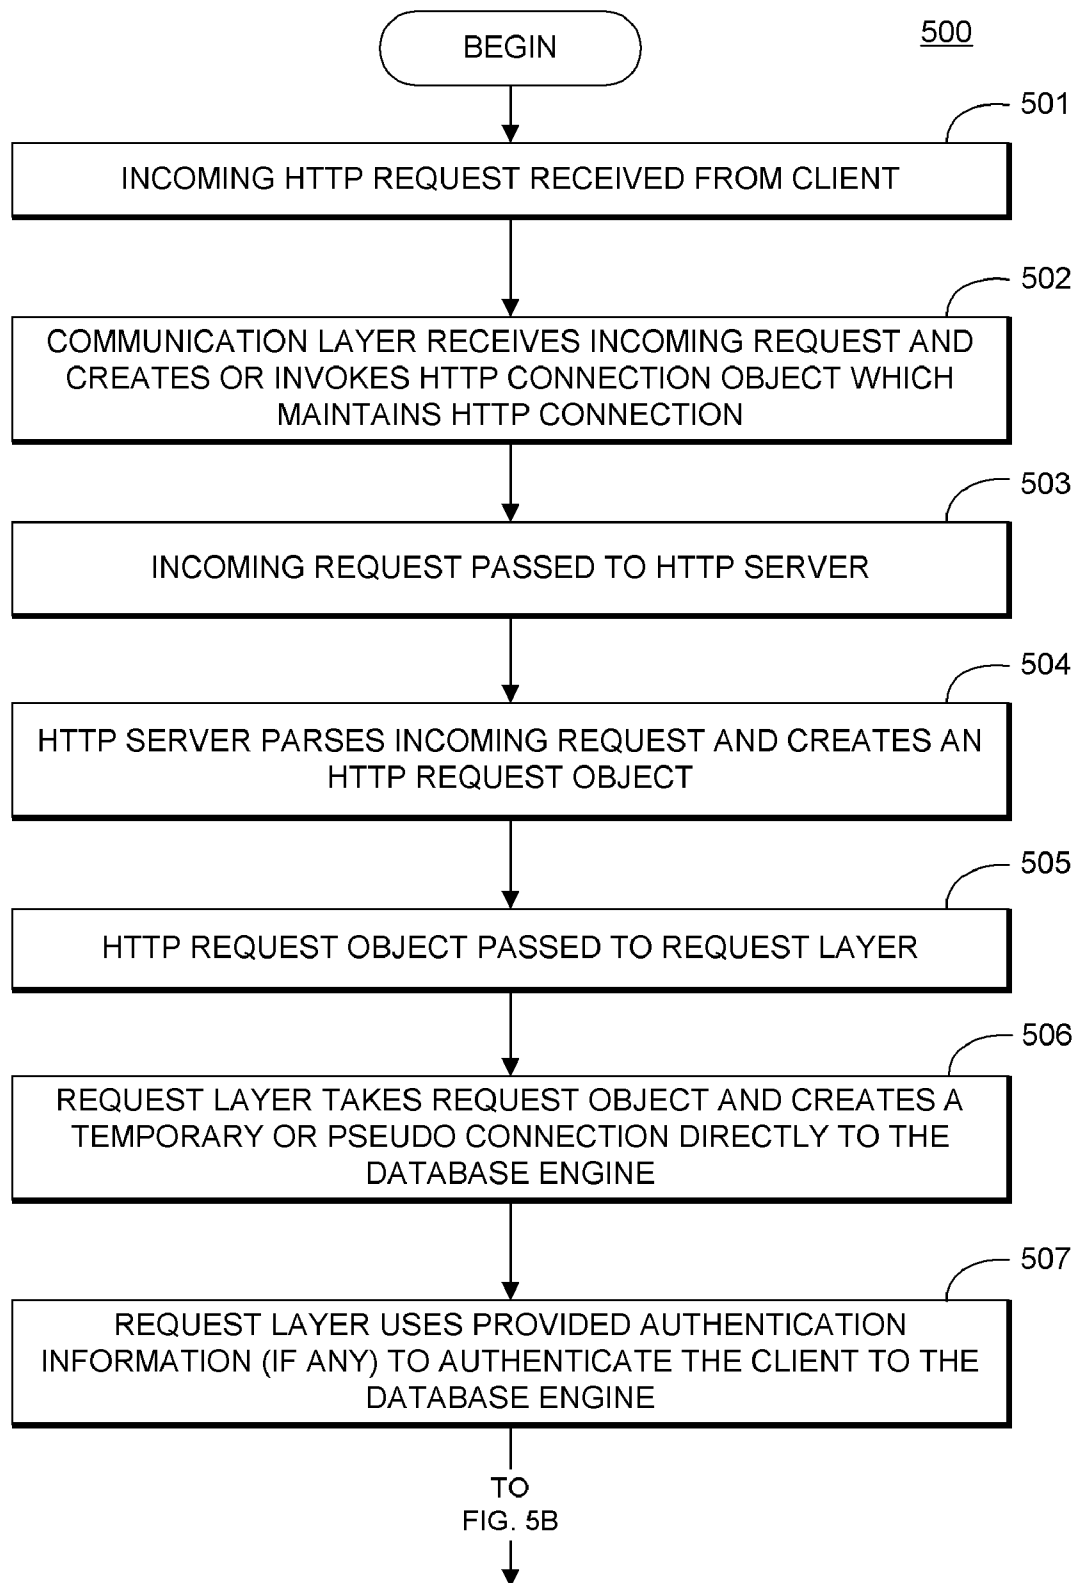 BEGIN
500
501
INCOMING HTTP REQUEST RECEIVED FROM CLIENT
502
COMMUNICATION LAYER RECEIVES INCOMING REQUEST AND
CREATES OR INVOKES HTTP CONNECTION OBJECT WHICH
MAINTAINS HTTP CONNECTION
503
INCOMING REQUEST PASSED TO HTTP SERVER
504
HTTP SERVER PARSES INCOMING REQUEST AND CREATES AN
HTTP REQUEST OBJECT
505
HTTP REQUEST OBJECT PASSED TO REQUEST LAYER
506
REQUEST LAYER TAKES REQUEST OBJECT AND CREATES A
TEMPORARY OR PSEUDO CONNECTION DIRECTLY TO THE
DATABASE ENGINE
507
REQUEST LAYER USES PROVIDED AUTHENTICATION
INFORMATION (IF ANY) TO AUTHENTICATE THE CLIENT TO THE
DATABASE ENGINE
TO
FIG. 5B